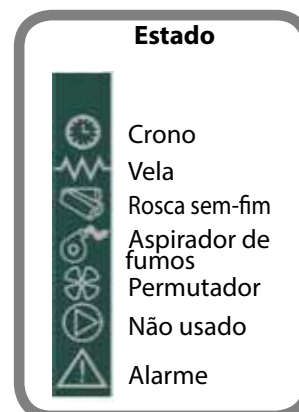 Estado
Crono
Vela
Rosca sem-fim
Aspirador de
fumos
Permutador
Não usado
Alarme